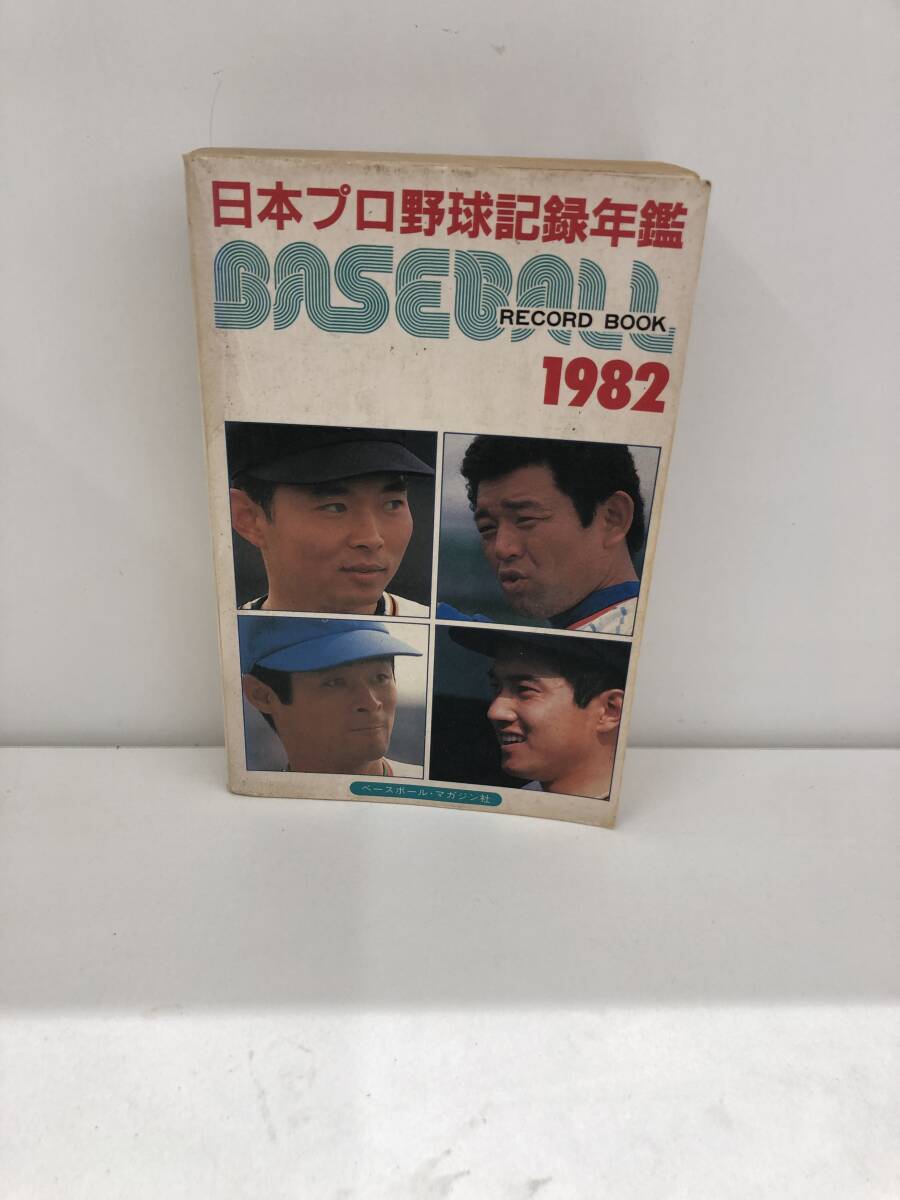 日本プロ野球記録年鑑
BASEBALL
RECORD BOOK
1982
ベースボール・マガジン社